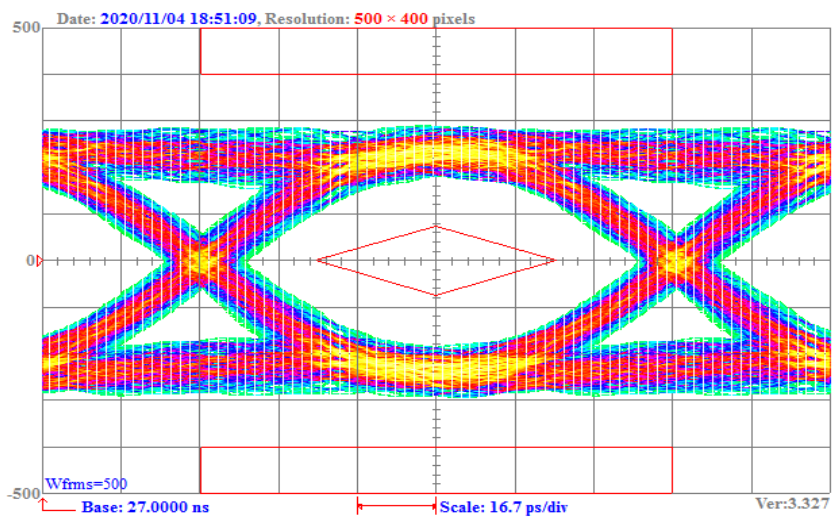 Date: 2020/11/04 18:51:09, Resolution: 500 × 400 pixels
500
0
-500
Wfrms=500
Base: 27.0000 ns
Scale: 16.7 ps/div
Ver:3.327